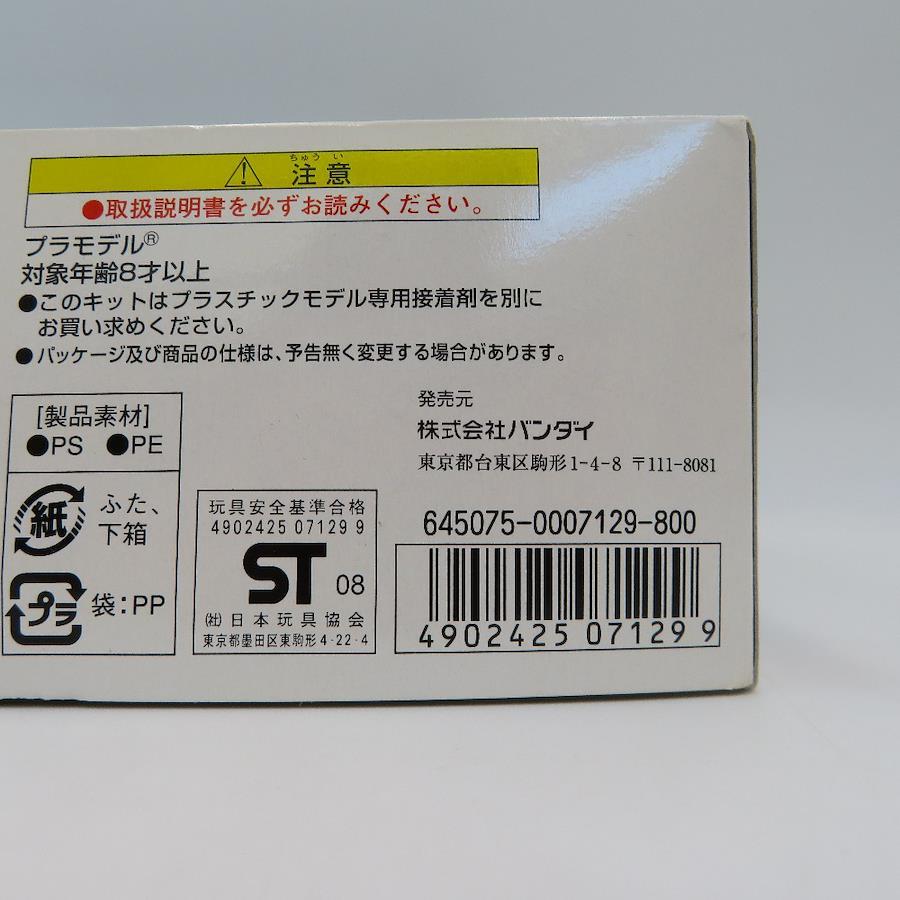 ちゅう い
注意
●取扱説明書を必ずお読みください。
プラモデル®
対象年齢8才以上
●このキットはプラスチックモデル専用接着剤を別に
お買い求めください。
●パッケージ及び商品の仕様は、予告無く変更する場合があります。
[製品素材]
●PS ●PE
紙 ふた、
下箱
プラ 袋:PP
玩具安全基準合格
4902425 07129 9
ST 08
㈳日本玩具協会
東京都墨田区東駒形4-22-4
発売元
株式会社バンダイ
東京都台東区駒形1-4-8 〒111-8081
645075-0007129-800
4902425 071299